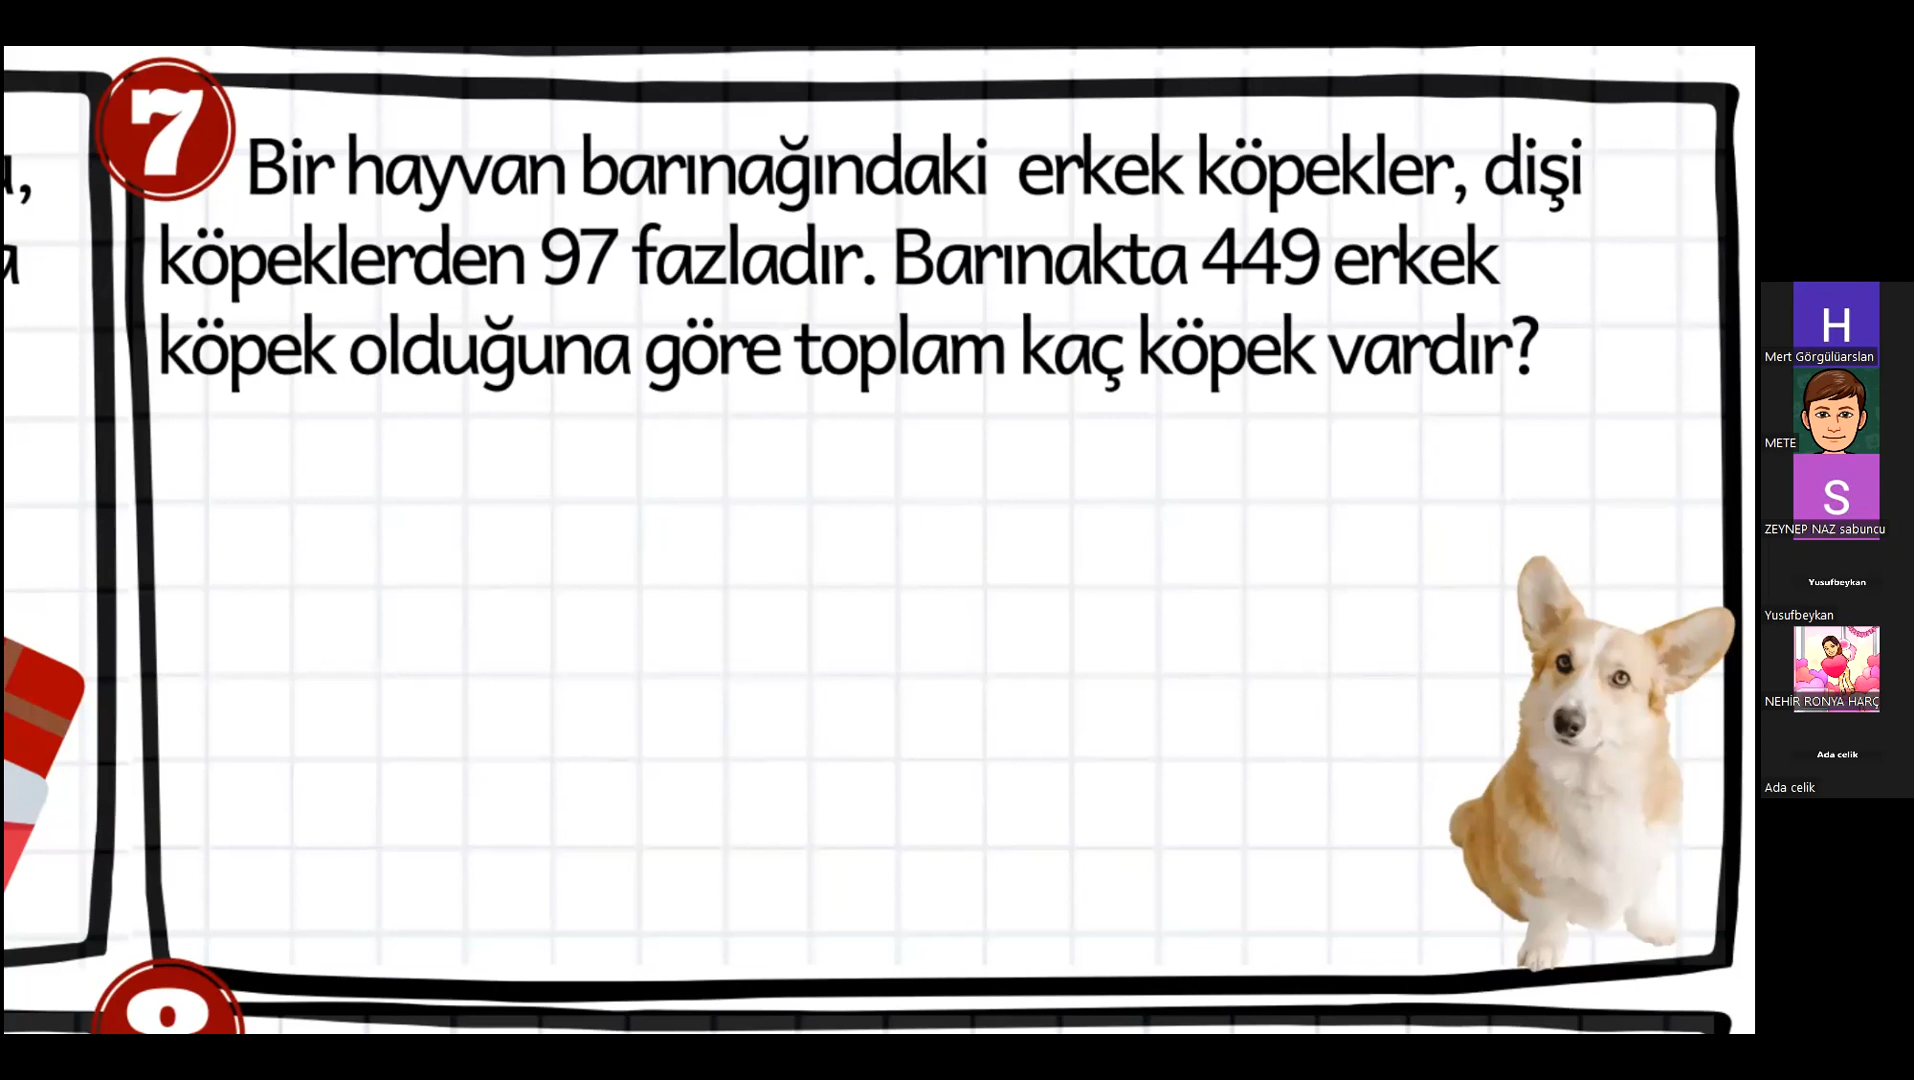 7
Bir hayvan barınağındaki erkek köpekler, dişi
köpeklerden 97 fazladır. Barınakta 449 erkek
köpek olduğuna göre toplam kaç köpek vardır?
H
Mert Görgülüarslan
METE
S
ZEYNEP NAZ sabuncu
Yusufbeykan
Yusufbeykan
NEHİR RONYA HARÇ
Ada celik
Ada celik